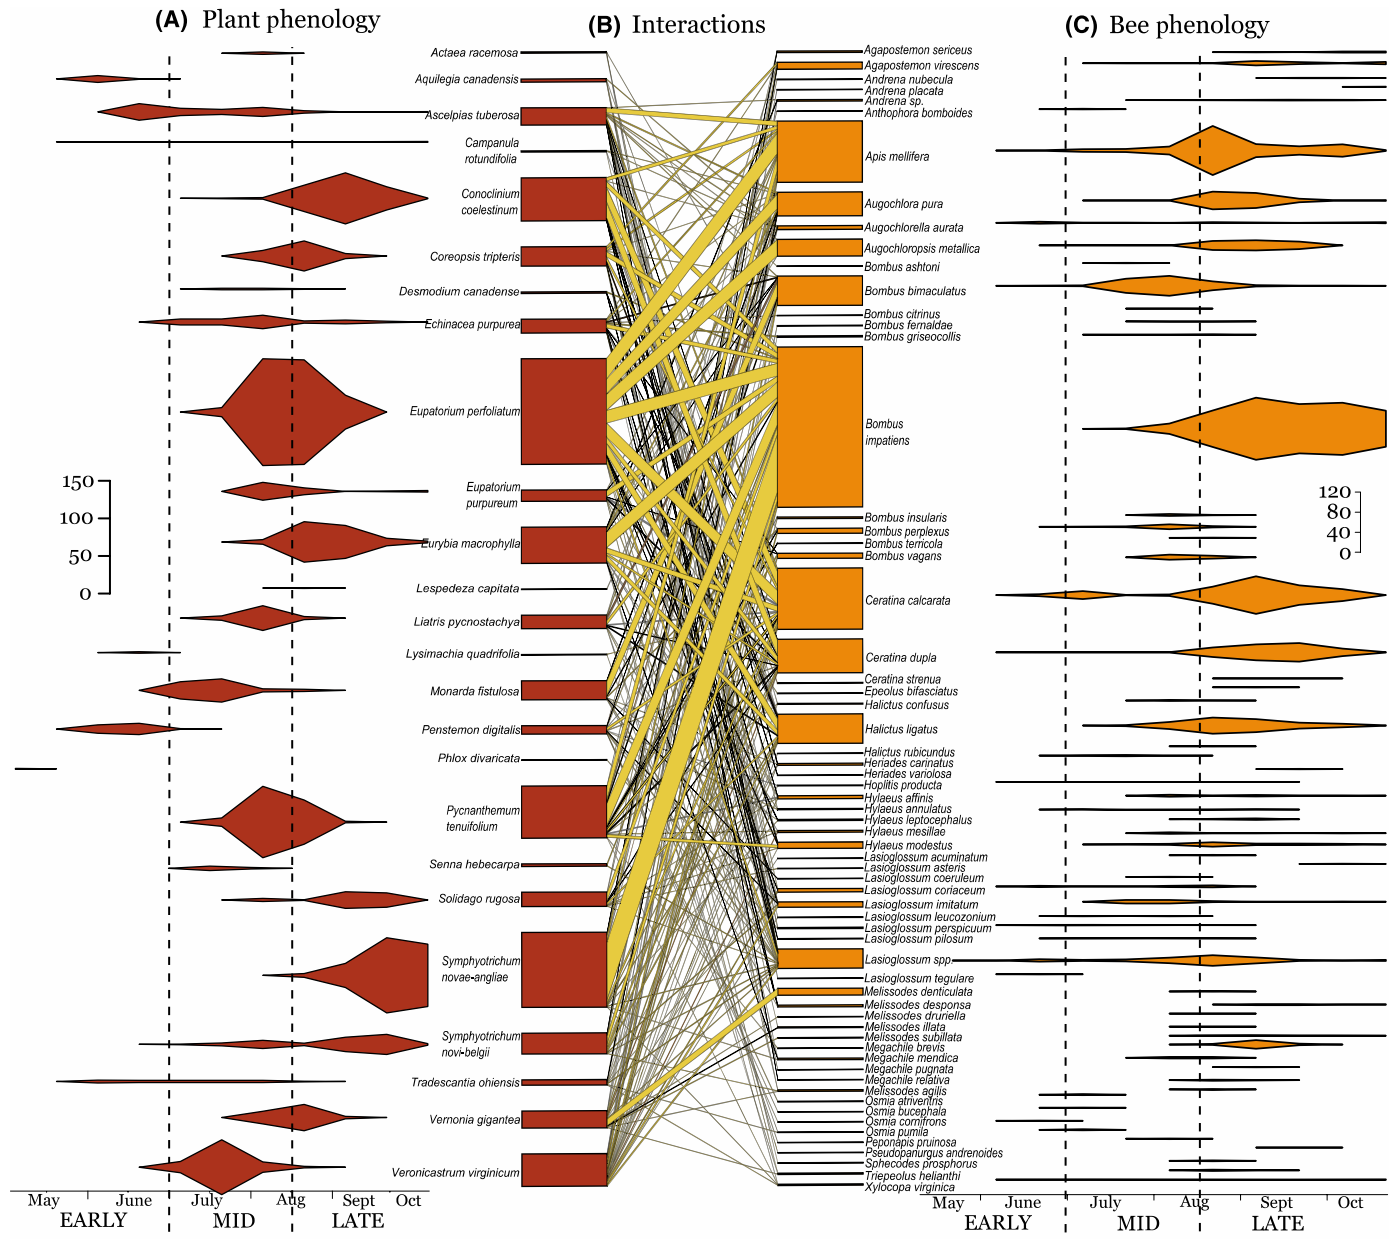 (A) Plant phenology
(B) Interactions
(C) Bee phenology
Actaea racemosa
Aquilegia canadensis
Ascelpias tuberosa
Campanula
rotundifolia
Conoclinium
coelestinum
Coreopsis tripteris
Desmodium canadense
Echinacea purpurea
Eupatorium perfoliatum
Eupatorium
purpureum
Eurybia macrophylla
Lespedeza capitata
Liatris pycnostachya
Lysimachia quadrifolia
Monarda fistulosa
Penstemon digitalis
Phlox divaricata
Pycnanthemum
tenuifolium
Senna hebecarpa
Solidago rugosa
Symphyotrichum
novae-angliae
Symphyotrichum
novi-belgii
Tradescantia ohiensis
Vernonia gigantea
Veronicastrum virginicum
150
100
50
0
May June July Aug Sept Oct
EARLY MID LATE
Agapostemon sericeus
Agapostemon virescens
Andrena nubecula
Andrena placata
Andrena sp.
Anthophora bomboides
Apis mellifera
Augochlora pura
Augochlorella aurata
Augochloropsis metallica
Bombus ashtoni
Bombus bimaculatus
Bombus citrinus
Bombus fernaldae
Bombus griseocollis
Bombus
impatiens
Bombus insularis
Bombus perplexus
Bombus terricola
Bombus vagans
Ceratina calcarata
Ceratina dupla
Ceratina strenua
Epeolus bifasciatus
Halictus confusus
Halictus ligatus
Halictus rubicundus
Heriades carinatus
Heriades variolosa
Hoplitis producta
Hylaeus affinis
Hylaeus annulatus
Hylaeus leptocephalus
Hylaeus mesillae
Hylaeus modestus
Lasioglossum acuminatum
Lasioglossum asteris
Lasioglossum coeruleum
Lasioglossum coriaceum
Lasioglossum imitatum
Lasioglossum leucozonium
Lasioglossum perspicuum
Lasioglossum pilosum
Lasioglossum spp.
Lasioglossum tegulare
Melissodes denticulata
Melissodes desponsa
Melissodes druriella
Melissodes illata
Melissodes subillata
Megachile brevis
Megachile mendica
Megachile pugnata
Megachile relativa
Melissodes agilis
Osmia atriventris
Osmia bucephala
Osmia cornifrons
Osmia pumila
Peponapis pruinosa
Pseudopanurgus andrenoides
Sphecodes prosphorus
Triepeolus helianthi
Xylocopa virginica
120
80
40
0
May June July Aug Sept Oct
EARLY MID LATE